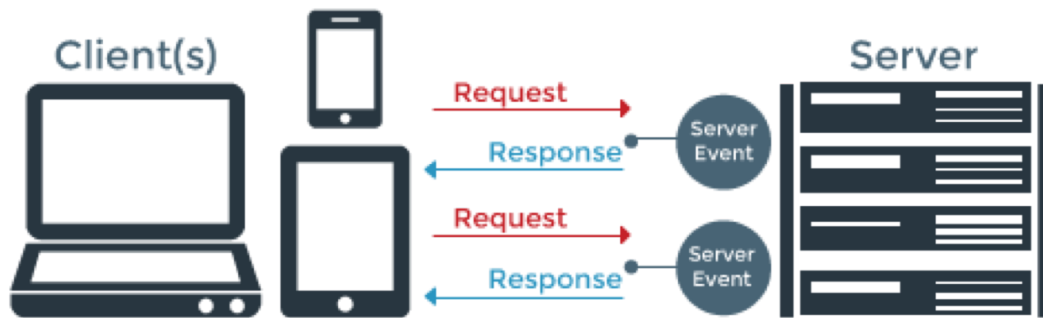 Client(s)
Server
Request
Server
Event
Response
Request
Server
Event
Response